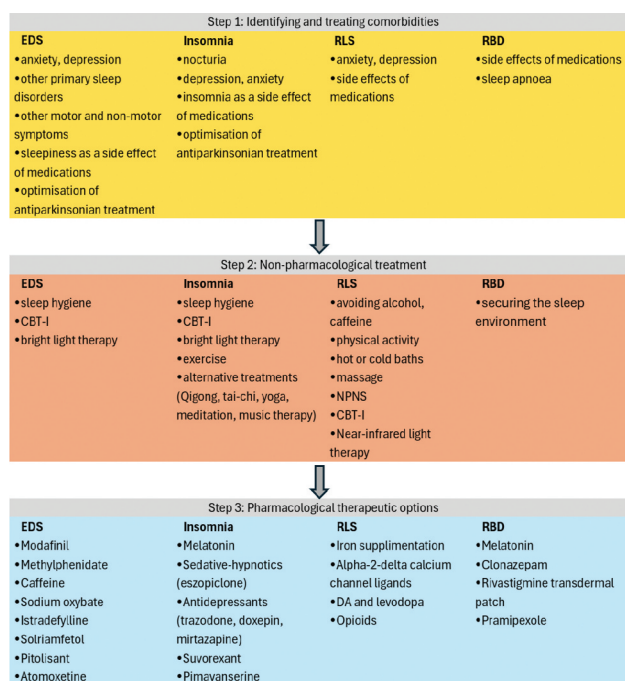 Step 1: Identifying and treating comorbidities
EDS
•anxiety, depression
•other primary sleep
disorders
•other motor and non-motor
symptoms
•sleepiness as a side effect
of medications
•optimisation of
antiparkinsonian treatment
Insomnia
•nocturia
•depression, anxiety
•insomnia as a side effect
of medications
•optimisation of
antiparkinsonian treatment
RLS
•anxiety, depression
•side effects of
medications
RBD
•side effects of medications
•sleep apnoea
Step 2: Non-pharmacological treatment
EDS
•sleep hygiene
•CBT-I
•bright light therapy
Insomnia
•sleep hygiene
•CBT-I
•bright light therapy
•exercise
•alternative treatments
(Qigong, tai-chi, yoga,
meditation, music therapy)
RLS
•avoiding alcohol,
caffeine
•physical activity
•hot or cold baths
•massage
•NPNS
•CBT-I
•Near-infrared light
therapy
RBD
•securing the sleep
environment
Step 3: Pharmacological therapeutic options
EDS
•Modafinil
•Methylphenidate
•Caffeine
•Sodium oxybate
•Istradefylline
•Solriamfetol
•Pitolisant
•Atomoxetine
Insomnia
•Melatonin
•Sedative-hypnotics
(eszopiclone)
•Antidepressants
(trazodone, doxepin,
mirtazapine)
•Suvorexant
•Pimavanserine
RLS
•Iron supplimentation
•Alpha-2-delta calcium
channel ligands
•DA and levodopa
•Opioids
RBD
•Melatonin
•Clonazepam
•Rivastigmine transdermal
patch
•Pramipexole